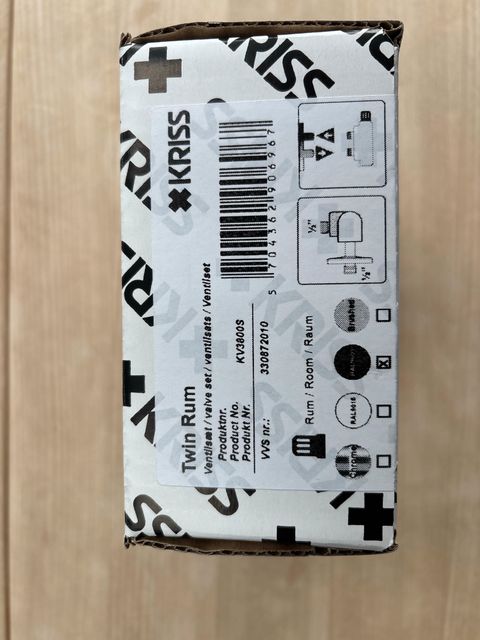 KRISS
5 704362 906967
½"
½"
Twin Rum
Ventilsæt / valve set / ventilsets / Ventilset
Produktnr.
Product No.
Produkt Nr.
KV3800S
VVS nr.:
330872010
Rum / Room / Raum
Chrome
RAL9016
Brushed